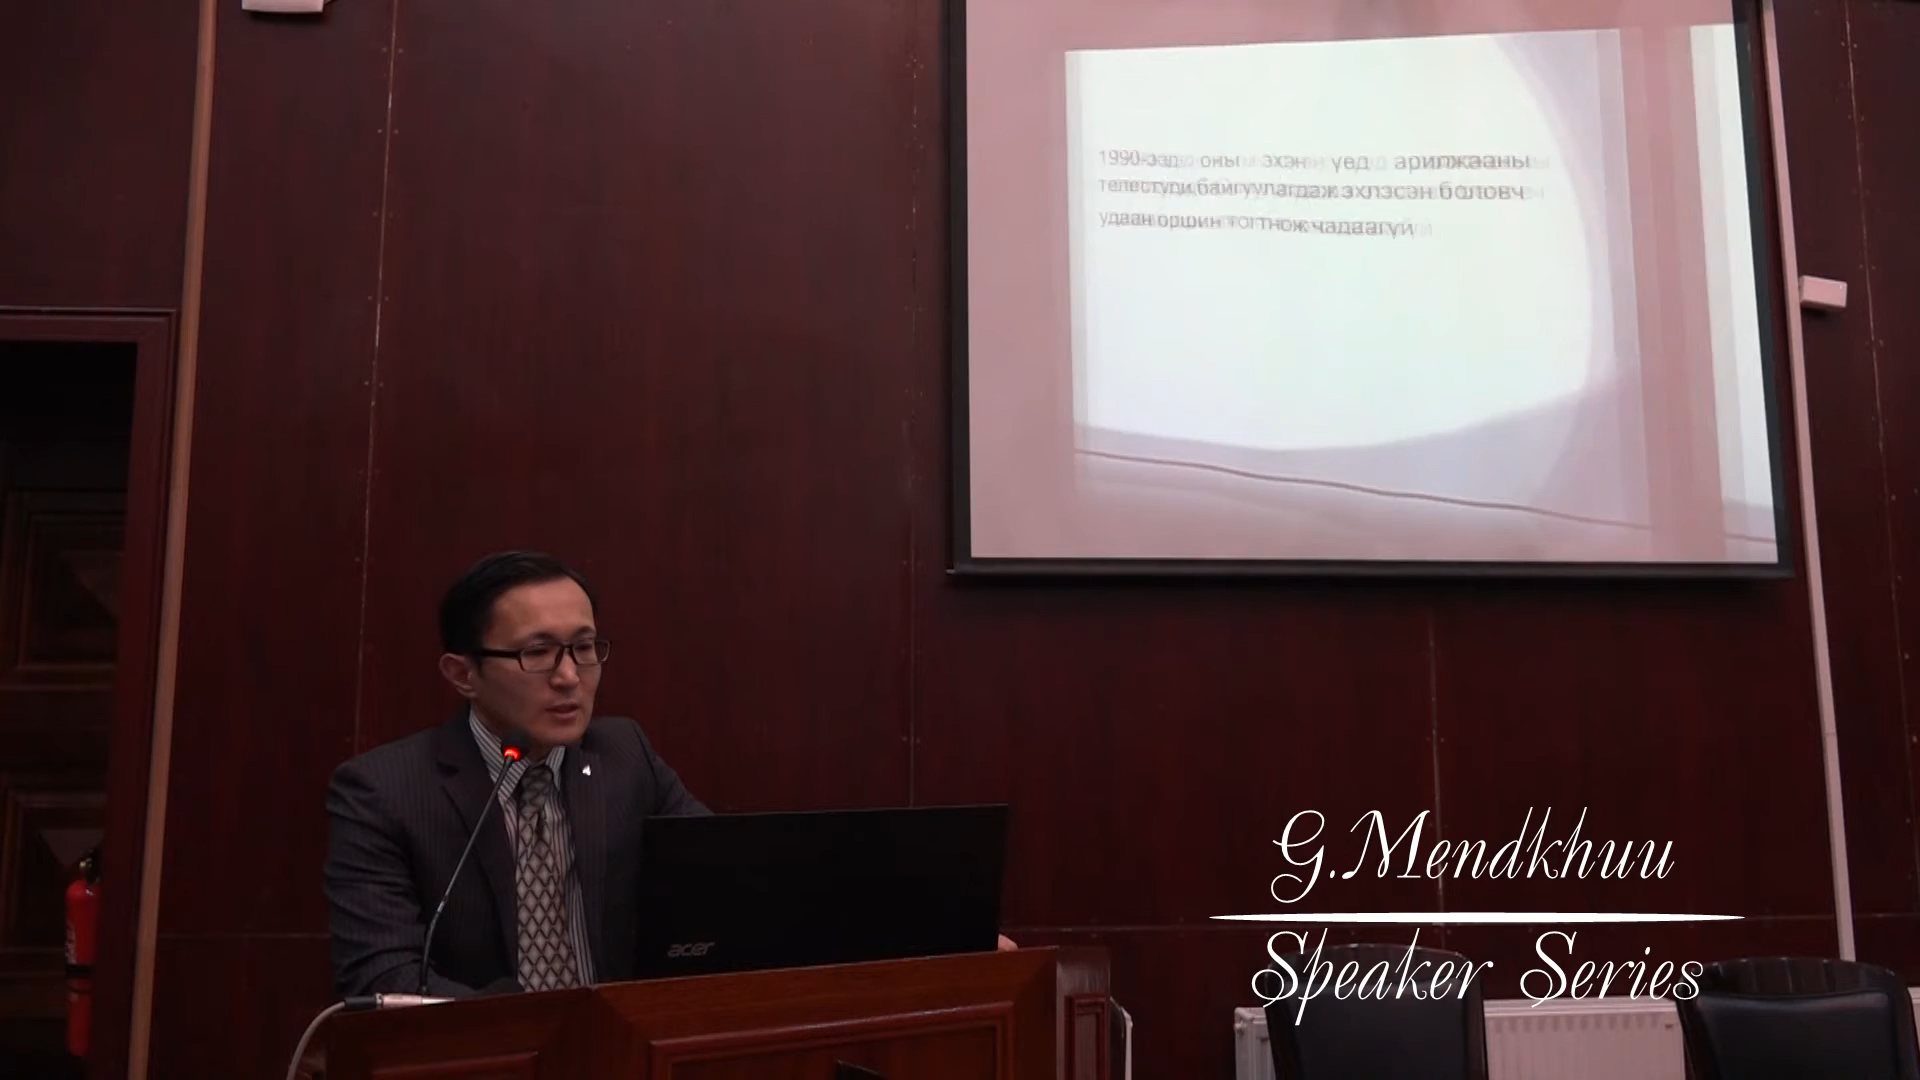 1990-ээд оны эхэн үед арилжааны
телестуди байгуулагдаж эхлэсэн боловч
удаан оршин тогтнож чадаагүй
acer
G.Mendkhuu
Speaker Series